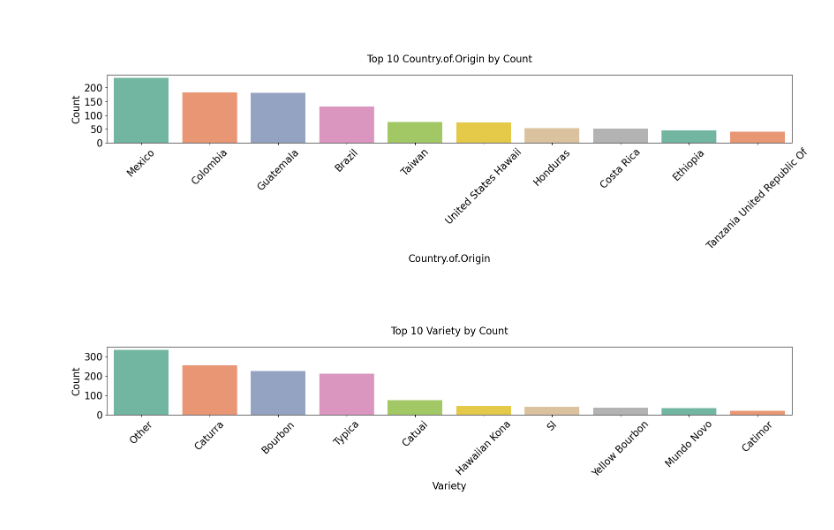 Top 10 Country.of.Origin by Count
Count
200
150
100
50
0
Mexico
Colombia
Guatemala
Brazil
Taiwan
United States Hawaii
Honduras
Costa Rica
Ethiopia
Tanzania United Republic Of
Country.of.Origin
Top 10 Variety by Count
Count
300
200
100
0
Other
Caturra
Bourbon
Typica
Catuai
Hawaiian Kona
Sl
Yellow Bourbon
Mundo Novo
Catimor
Variety